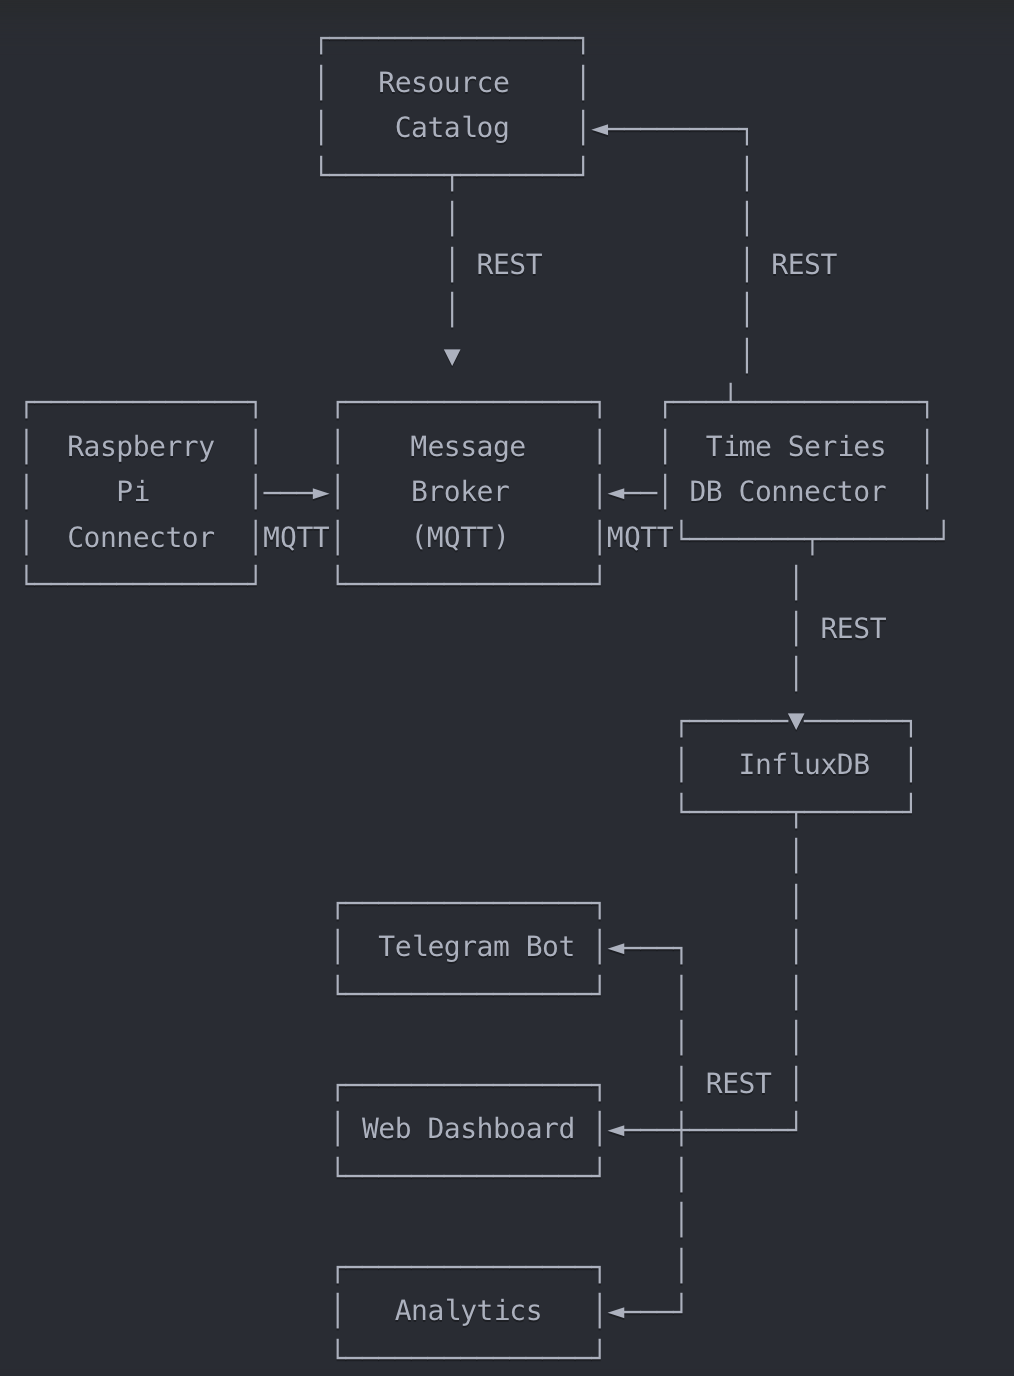 Resource
Catalog
REST
REST
Raspberry
Pi
Connector
MQTT
Message
Broker
(MQTT)
MQTT
Time Series
DB Connector
REST
InfluxDB
Telegram Bot
REST
Web Dashboard
Analytics